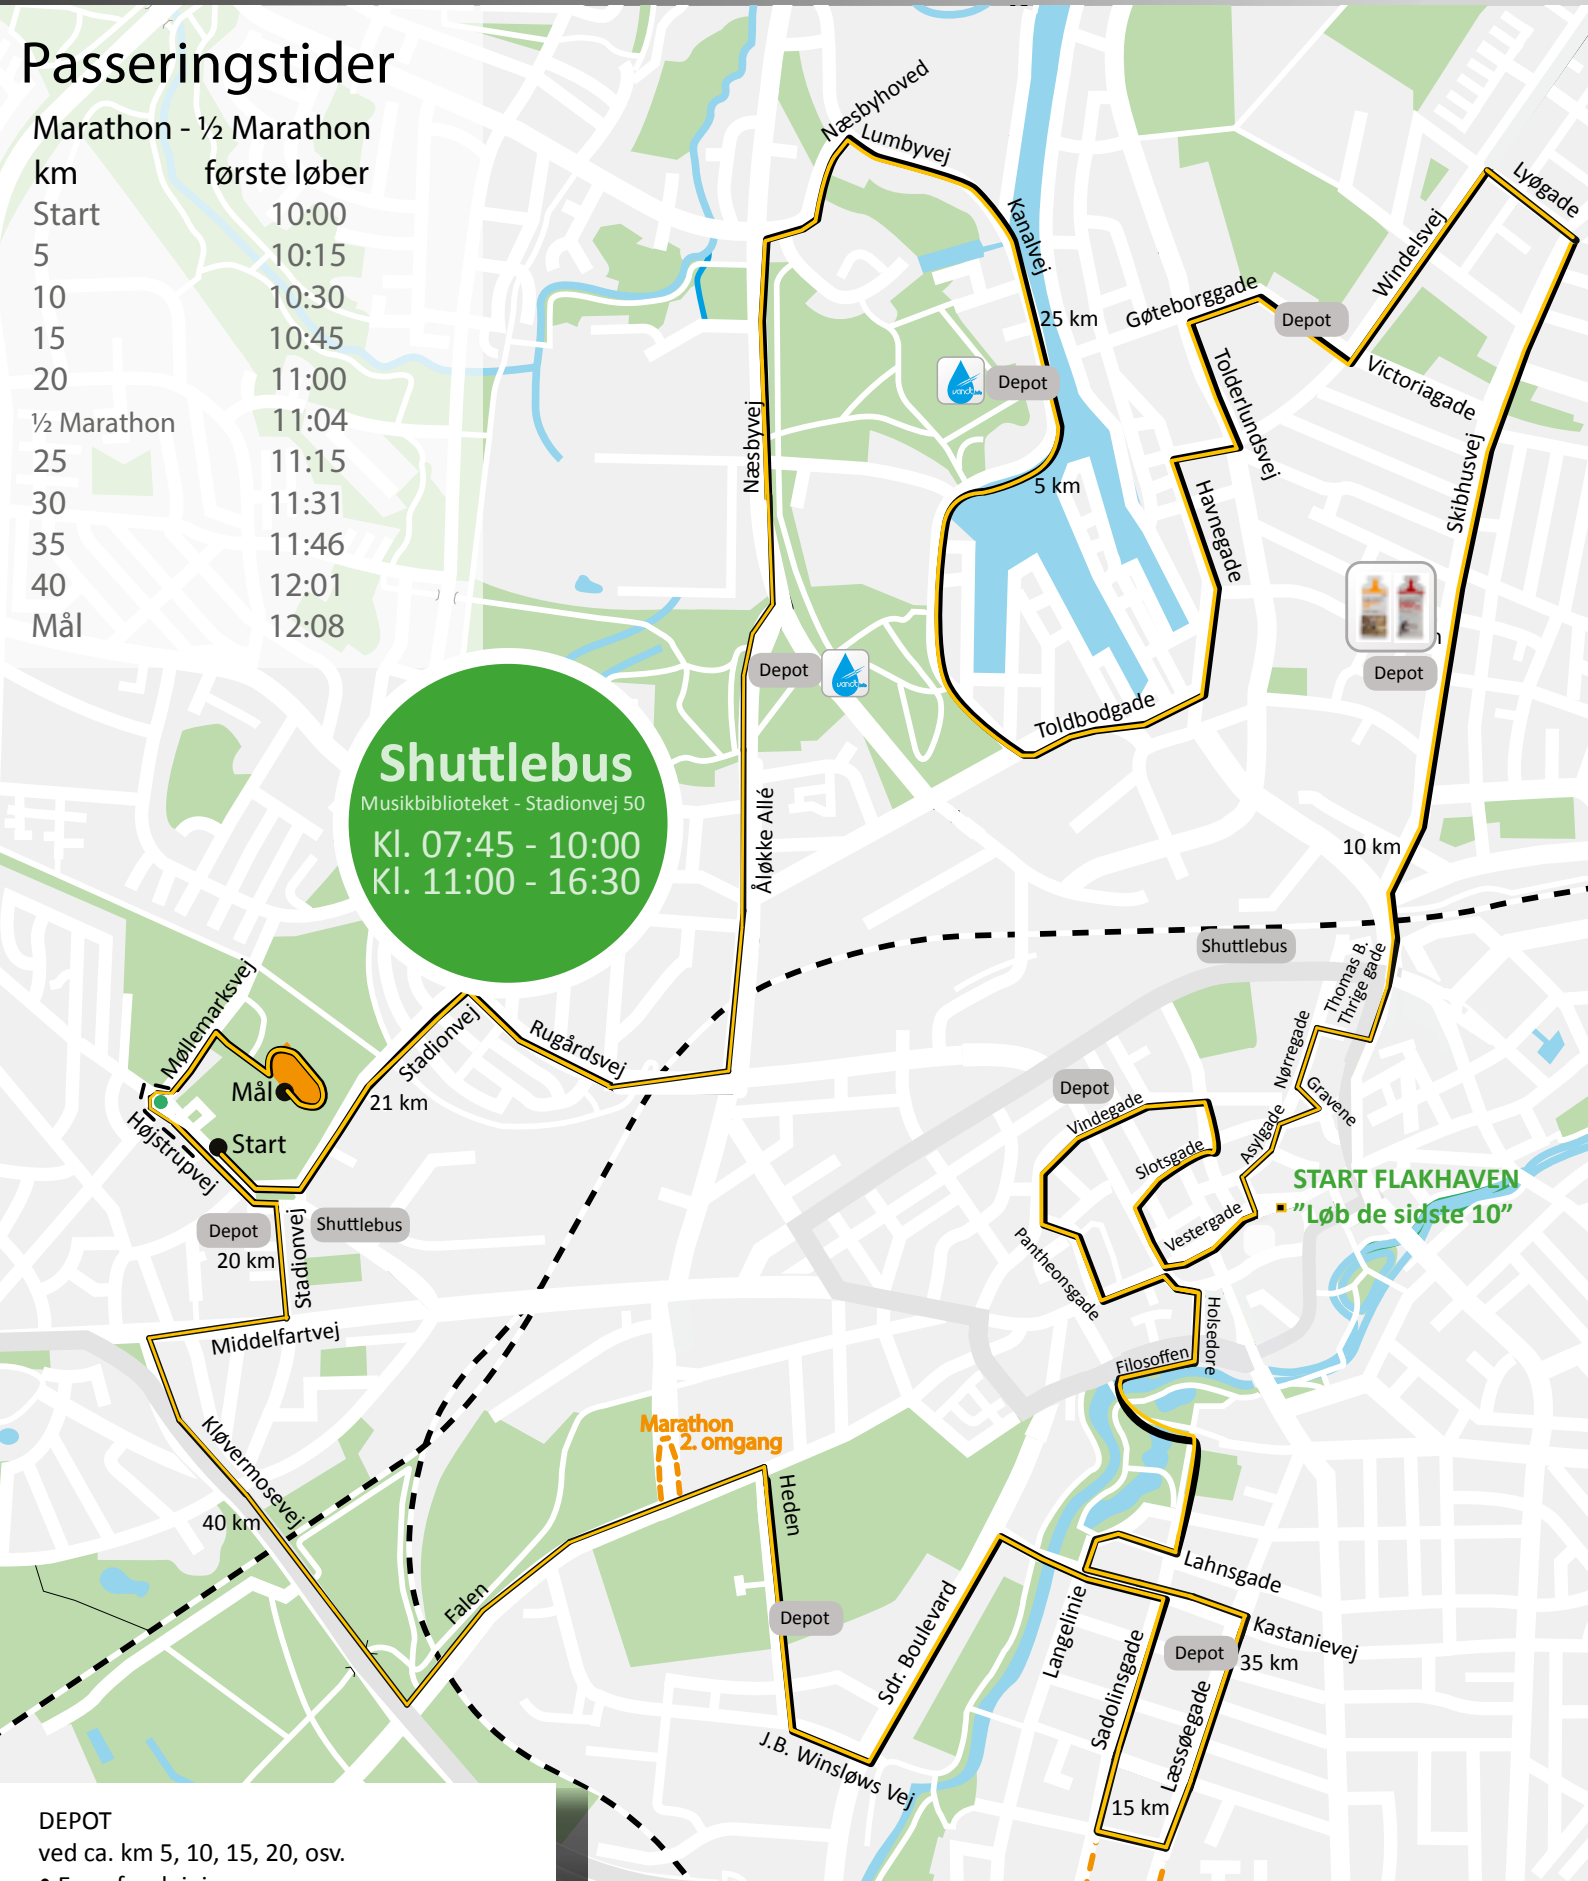 Passeringstider
Marathon - ½ Marathon
km første løber
Start 10:00
5 10:15
10 10:30
15 10:45
20 11:00
½ Marathon 11:04
25 11:15
30 11:31
35 11:46
40 12:01
Mål 12:08
Næsbyhoved
Lumbyvej
Kanalvej
25 km
Depot
5 km
Næsbyvej
Depot
Gøteborggade
Depot
Windelsvej
Lyøgade
Victoriagade
Tolderlundsvej
Havnegade
Skibhusvej
Depot
Toldbodgade
10 km
Shuttlebus
Musikbiblioteket - Stadionvej 50
Kl. 07:45 - 10:00
Kl. 11:00 - 16:30
Åløkke Allé
Shuttlebus
Thomas B.
Thrige gade
Nørregade
Gravene
Asylgade
START FLAKHAVEN
”Løb de sidste 10”
Depot
Vindegade
Slotsgade
Vestergade
Pantheonsgade
Holsedore
Filosoffen
Møllemarksvej
Mål
Start
Højstrupvej
Stadionvej
21 km
Rugårdsvej
Depot
Shuttlebus
20 km
Stadionvej
Middelfartvej
Kløvermosevej
40 km
Falen
Marathon
2. omgang
Heden
Depot
J.B. Winsløws Vej
Sdr. Boulevard
Langelinie
Lahnsgade
Kastanievej
Depot
35 km
Sadolinsgade
Læssøegade
15 km
DEPOT
ved ca. km 5, 10, 15, 20, osv.